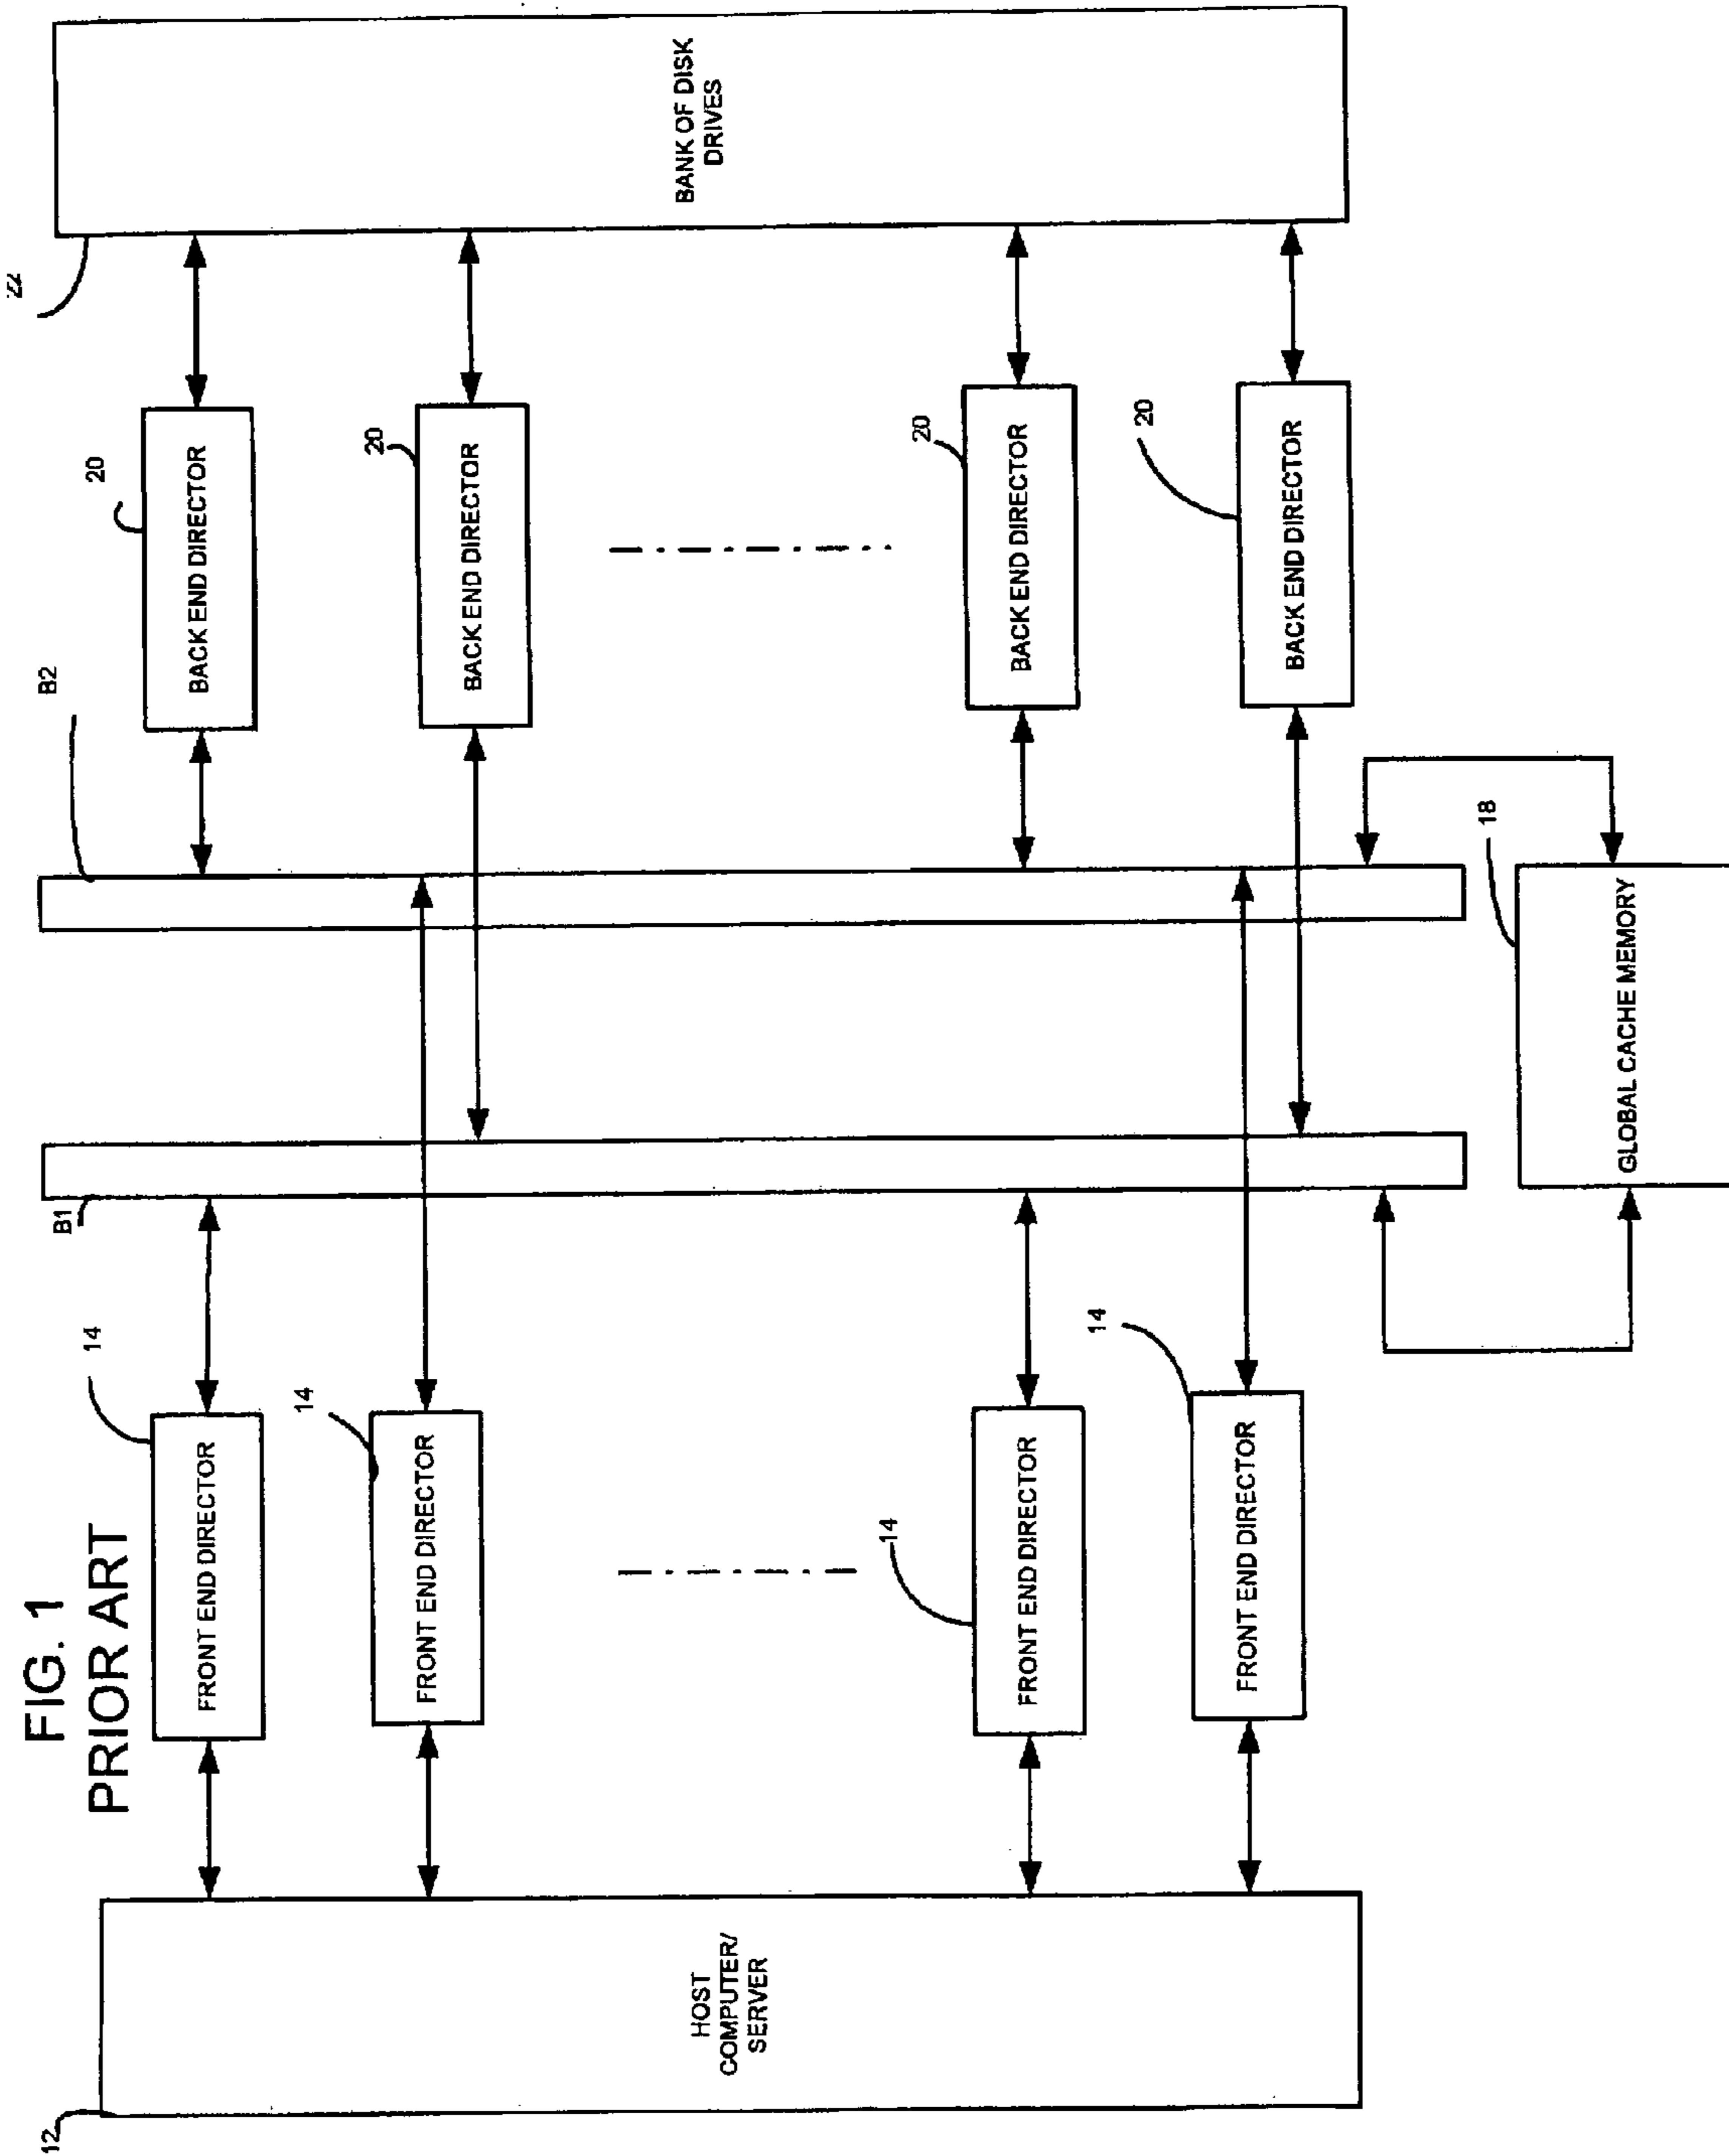 FIG. 1
PRIOR ART
12
HOST
COMPUTER/
SERVER
14
FRONT END DIRECTOR
14
FRONT END DIRECTOR
14
FRONT END DIRECTOR
14
FRONT END DIRECTOR
B1
B2
GLOBAL CACHE MEMORY
18
20
BACK END DIRECTOR
20
BACK END DIRECTOR
20
BACK END DIRECTOR
20
BACK END DIRECTOR
22
BANK OF DISK
DRIVES